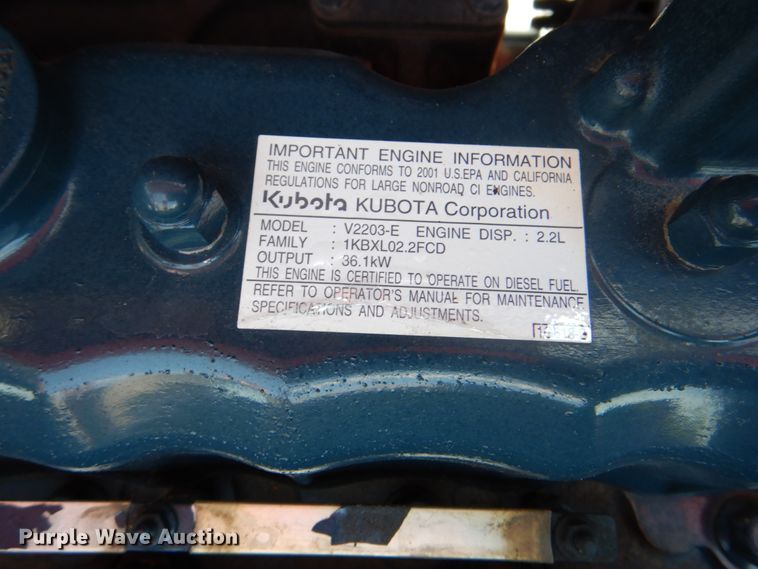 IMPORTANT ENGINE INFORMATION
THIS ENGINE CONFORMS TO 2001 U.S.EPA AND CALIFORNIA
REGULATIONS FOR LARGE NONROAD CI ENGINES.
Kubota KUBOTA Corporation
MODEL : V2203-E ENGINE DISP. : 2.2L
FAMILY : 1KBXL02.2FCD
OUTPUT : 36.1kW
THIS ENGINE IS CERTIFIED TO OPERATE ON DIESEL FUEL.
REFER TO OPERATOR'S MANUAL FOR MAINTENANCE
SPECIFICATIONS AND ADJUSTMENTS.
Purple Wave Auction